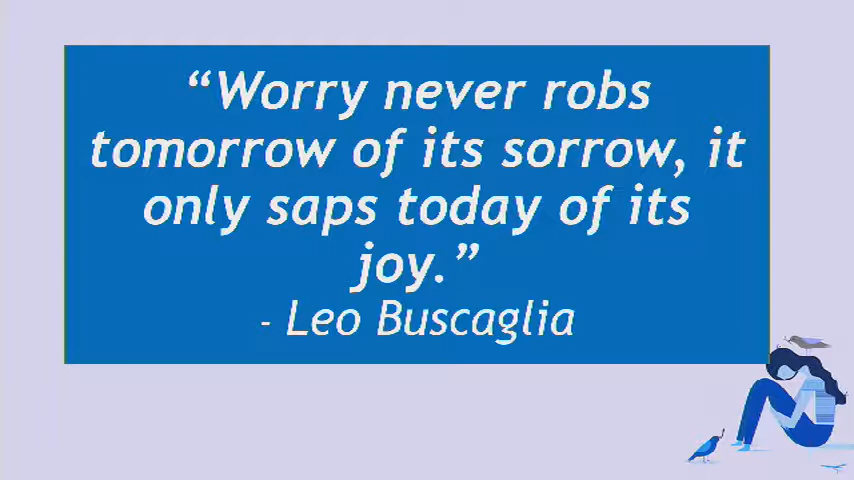 “Worry never robs
tomorrow of its sorrow, it
only saps today of its
joy.”
- Leo Buscaglia